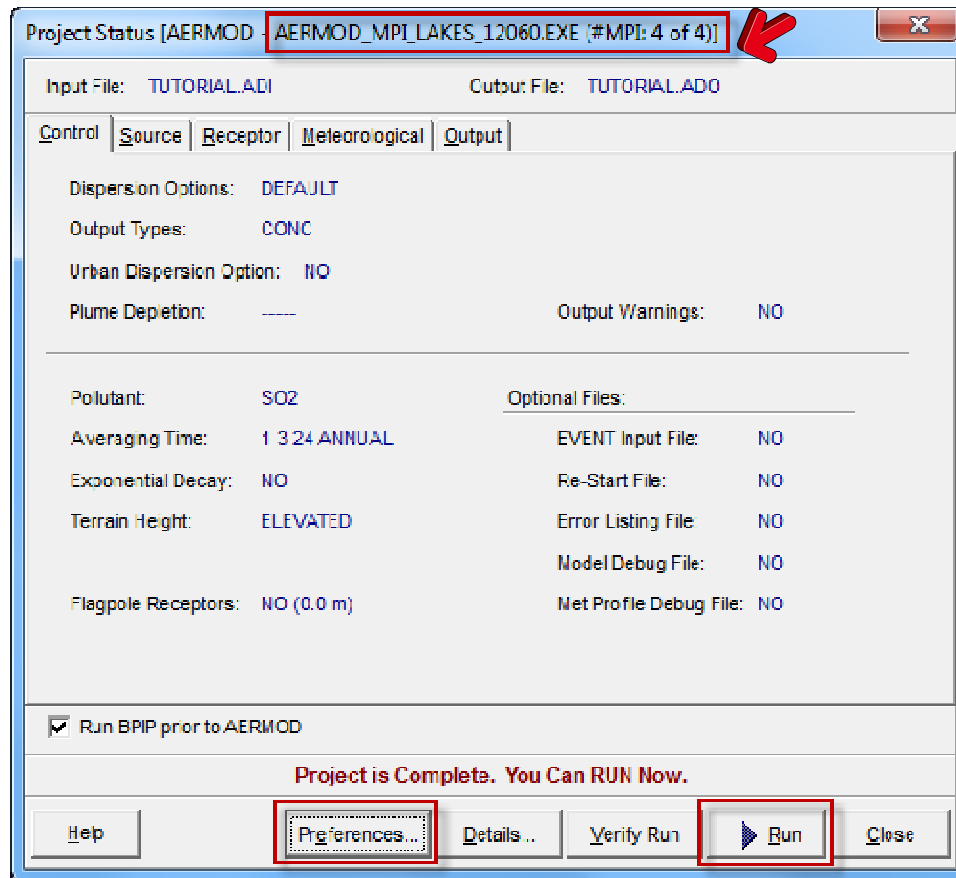 Project Status [AERMOD - AERMOD_MPI_LAKES_12060.EXE (#MPI: 4 of 4)]
Input File: TUTORIAL.ADI Output File: TUTORIAL.ADO
Control Source Receptor Meteorological Output
Dispersion Options: DEFAULT
Output Types: CONC
Urban Dispersion Option: NO
Plume Depletion: ----- Output Warnings: NO
Pollutant: SO2 Optional Files:
Averaging Time: 1 3 24 ANNUAL EVENT Input File: NO
Exponential Decay: NO Re-Start File: NO
Terrain Height: ELEVATED Error Listing File NO
Model Debug File: NO
Flagpole Receptors: NO (0.0 m) Met Profile Debug File: NO
Run BPIP prior to AERMOD
Project is Complete. You Can RUN Now.
Help Preferences... Details... Verify Run Run Close